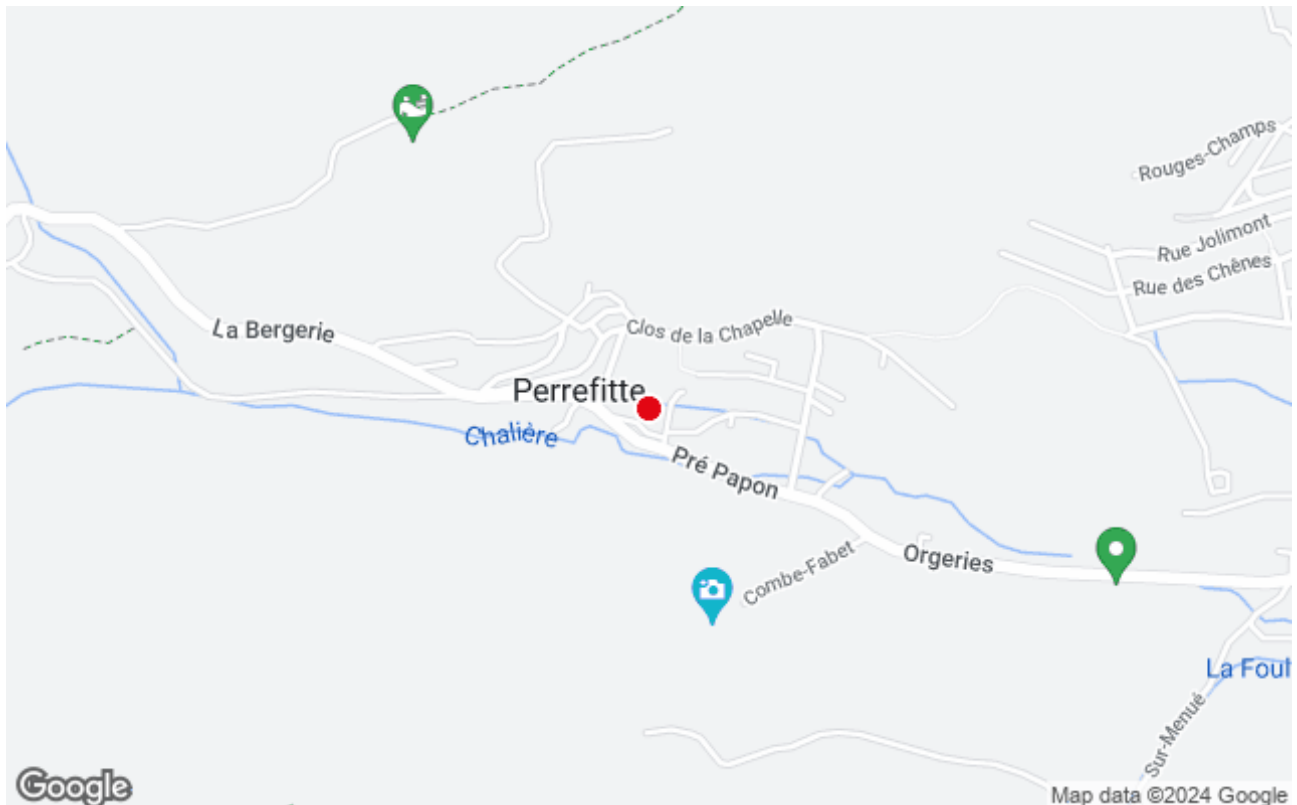 Rouges-Champs
Rue Jolimont
Rue des Chênes
La Bergerie
Clos de la Chapelle
Perrefitte
Chalière
Pré Papon
Orgeries
Combe-Fabet
La Foul
Sur-Menué
Google
Map data ©2024 Google